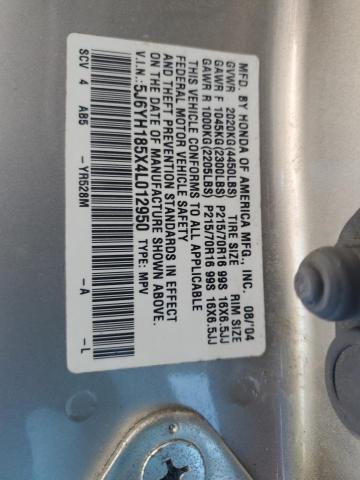 MFD. BY HONDA OF AMERICA MFG., INC. 08/'04
GVWR 2020KG(4450LBS) TIRE SIZE RIM SIZE
GAWR F 1045KG(2300LBS) P215/70R16 99S 16X6.5JJ
GAWR R 1000KG(2205LBS) P215/70R16 99S 16X6.5JJ
THIS VEHICLE CONFORMS TO ALL APPLICABLE
FEDERAL MOTOR VEHICLE SAFETY
AND THEFT PREVENTION STANDARDS IN EFFECT
ON THE DATE OF MANUFACTURE SHOWN ABOVE.
V.I.N.: 5J6YH185X4L012950 TYPE: MPV
SCV 4 AB5 -YR528M -A -L